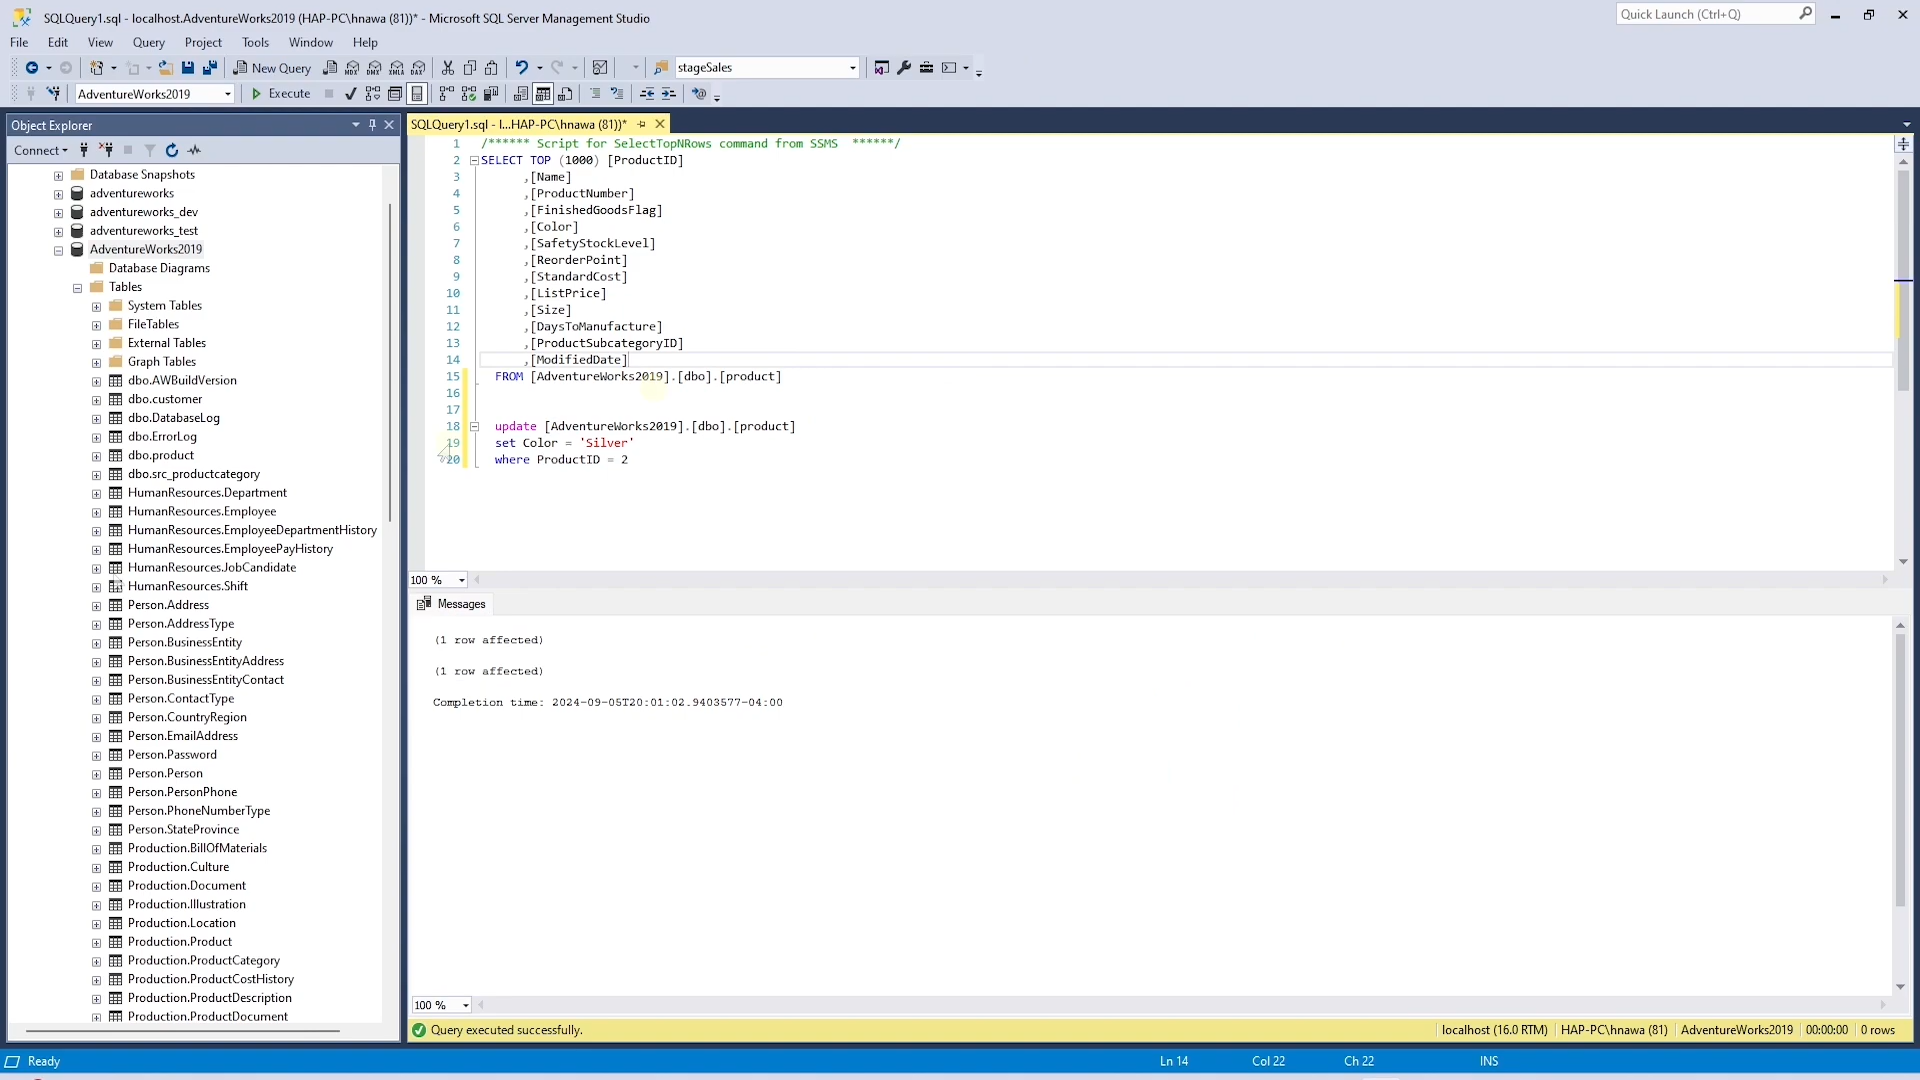 SQLQuery1.sql - localhost.AdventureWorks2019 (HAP-PC\hnawa (81))* - Microsoft SQL Server Management Studio
Quick Launch (Ctrl+Q)
File Edit View Query Project Tools Window Help
New Query
MDX DMX XMLA DAX
stageSales
AdventureWorks2019
Execute
Object Explorer
Connect
Database Snapshots
adventureworks
adventureworks_dev
adventureworks_test
AdventureWorks2019
Database Diagrams
Tables
System Tables
FileTables
External Tables
Graph Tables
dbo.AWBuildVersion
dbo.customer
dbo.DatabaseLog
dbo.ErrorLog
dbo.product
dbo.src_productcategory
HumanResources.Department
HumanResources.Employee
HumanResources.EmployeeDepartmentHistory
HumanResources.EmployeePayHistory
HumanResources.JobCandidate
HumanResources.Shift
Person.Address
Person.AddressType
Person.BusinessEntity
Person.BusinessEntityAddress
Person.BusinessEntityContact
Person.ContactType
Person.CountryRegion
Person.EmailAddress
Person.Password
Person.Person
Person.PersonPhone
Person.PhoneNumberType
Person.StateProvince
Production.BillOfMaterials
Production.Culture
Production.Document
Production.Illustration
Production.Location
Production.Product
Production.ProductCategory
Production.ProductCostHistory
Production.ProductDescription
Production.ProductDocument
SQLQuery1.sql - l...HAP-PC\hnawa (81))*
1 /****** Script for SelectTopNRows command from SSMS  ******/
2 SELECT TOP (1000) [ProductID]
3 ,[Name]
4 ,[ProductNumber]
5 ,[FinishedGoodsFlag]
6 ,[Color]
7 ,[SafetyStockLevel]
8 ,[ReorderPoint]
9 ,[StandardCost]
10 ,[ListPrice]
11 ,[Size]
12 ,[DaysToManufacture]
13 ,[ProductSubcategoryID]
14 ,[ModifiedDate]
15 FROM [AdventureWorks2019].[dbo].[product]
16
17
18 update [AdventureWorks2019].[dbo].[product]
19 set Color = 'Silver'
20 where ProductID = 2
100 %
Messages
(1 row affected)
(1 row affected)
Completion time: 2024-09-05T20:01:02.9403577-04:00
100 %
Query executed successfully.
localhost (16.0 RTM) HAP-PC\hnawa (81) AdventureWorks2019 00:00:00 0 rows
Ready
Ln 14 Col 22 Ch 22 INS